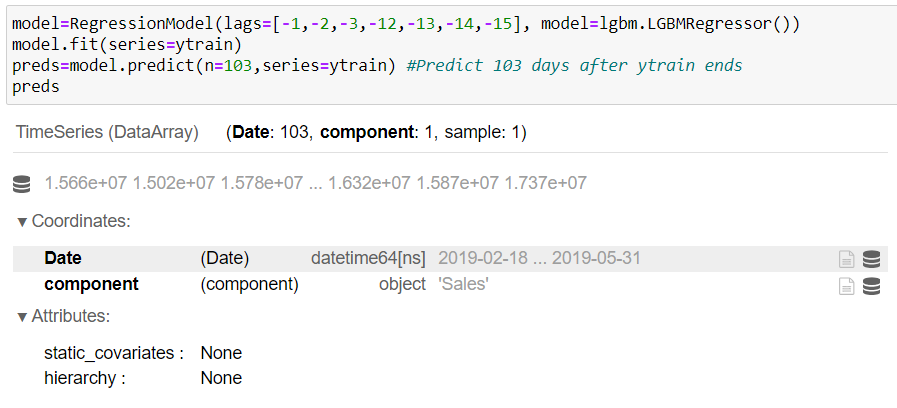 model=RegressionModel(lags=[-1,-2,-3,-12,-13,-14,-15], model=lgbm.LGBMRegressor())
model.fit(series=ytrain)
preds=model.predict(n=103,series=ytrain) #Predict 103 days after ytrain ends
preds
TimeSeries (DataArray) (Date: 103, component: 1, sample: 1)
1.566e+07 1.502e+07 1.578e+07 ... 1.632e+07 1.587e+07 1.737e+07
▼ Coordinates:
Date (Date) datetime64[ns] 2019-02-18 ... 2019-05-31
component (component) object 'Sales'
▼ Attributes:
static_covariates : None
hierarchy : None